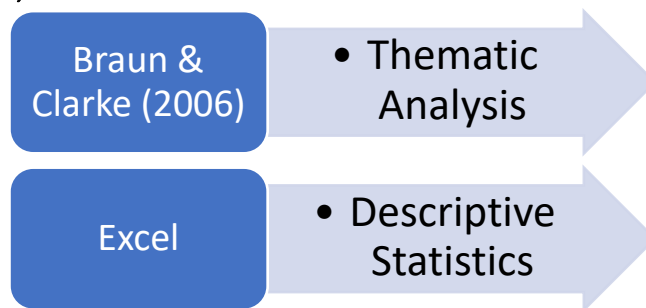 Braun &
Clarke (2006)
• Thematic
Analysis
Excel
• Descriptive
Statistics